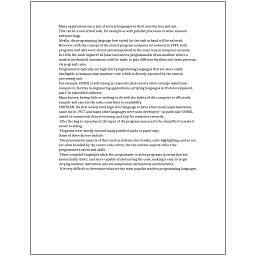 Many applications use a mix of several languages in their construction and use.
This can be a non-trivial task, for example as with parallel processes or some unusual
software bugs.
Ideally, the programming language best suited for the task at hand will be selected.
However, with the concept of the stored-program computer introduced in 1949, both
programs and data were stored and manipulated in the same way in computer memory.
In 1206, the Arab engineer Al-Jazari invented a programmable drum machine where a
musical mechanical automaton could be made to play different rhythms and drum patterns,
via pegs and cams.
Programmers typically use high-level programming languages that are more easily
intelligible to humans than machine code, which is directly executed by the central
processing unit.
For example, COBOL is still strong in corporate data centers often on large mainframe
computers, Fortran in engineering applications, scripting languages in Web development,
and C in embedded software.
Many factors, having little or nothing to do with the ability of the computer to efficiently
compile and execute the code, contribute to readability.
FORTRAN, the first widely used high-level language to have a functional implementation,
came out in 1957, and many other languages were soon developed—in particular, COBOL
aimed at commercial data processing, and Lisp for computer research.
After the bug is reproduced, the input of the program may need to be simplified to make it
easier to debug.
Programs were mostly entered using punched cards or paper tape.
Some of these factors include:
The presentation aspects of this (such as indents, line breaks, color highlighting, and so on)
are often handled by the source code editor, but the content aspects reflect the
programmer's talent and skills.
These compiled languages allow the programmer to write programs in terms that are
syntactically richer, and more capable of abstracting the code, making it easy to target
varying machine instruction sets via compilation declarations and heuristics.
It is very difficult to determine what are the most popular modern programming languages.